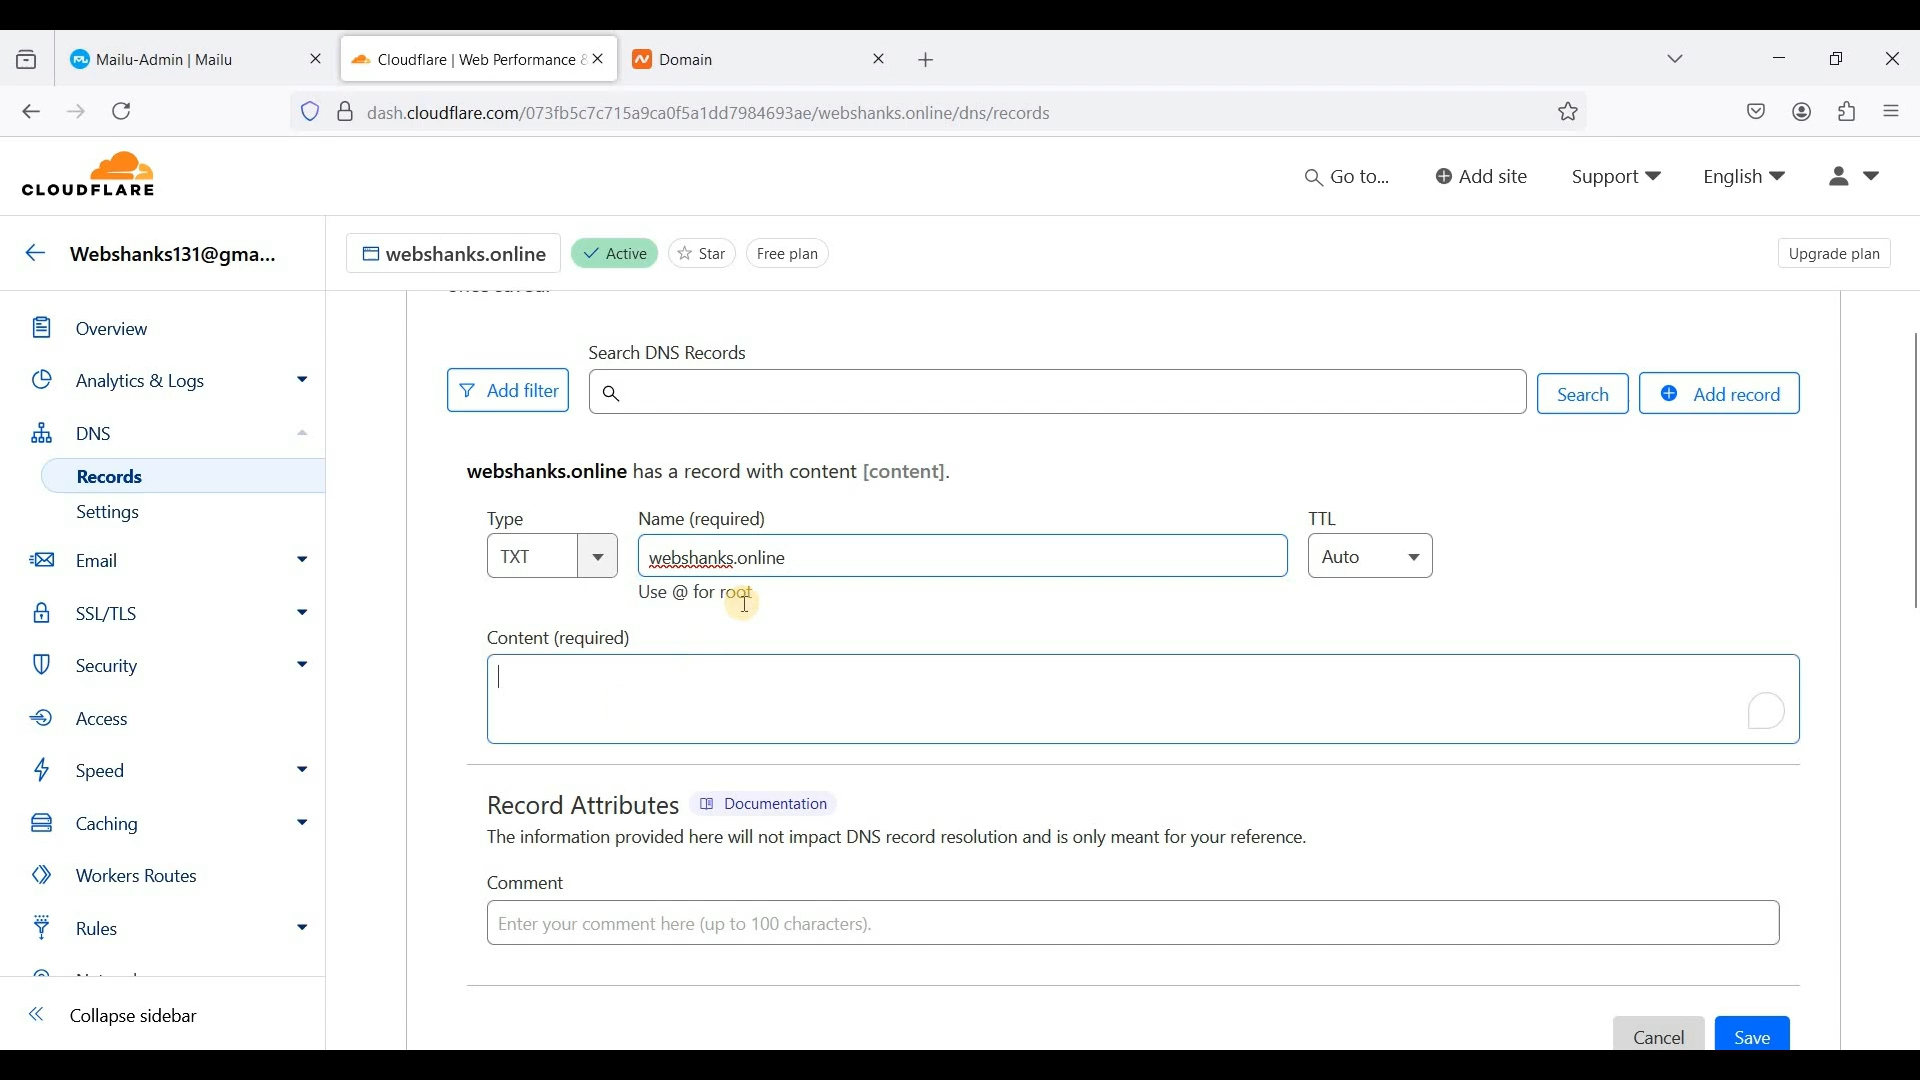 Mailu-Admin | Mailu
Cloudflare | Web Performance &
Domain
dash.cloudflare.com/073fb5c7c715a9ca0f5a1dd7984693ae/webshanks.online/dns/records
CLOUDFLARE
Go to...
Add site
Support
English
Webshanks131@gma...
webshanks.online
Active
Star
Free plan
Upgrade plan
Overview
Analytics & Logs
DNS
Records
Settings
Email
SSL/TLS
Security
Access
Speed
Caching
Workers Routes
Rules
Collapse sidebar
Search DNS Records
Add filter
Search
Add record
webshanks.online has a record with content [content].
Type
Name (required)
TTL
TXT
webshanks.online
Auto
Use @ for root
Content (required)
Record Attributes
Documentation
The information provided here will not impact DNS record resolution and is only meant for your reference.
Comment
Enter your comment here (up to 100 characters).
Cancel
Save